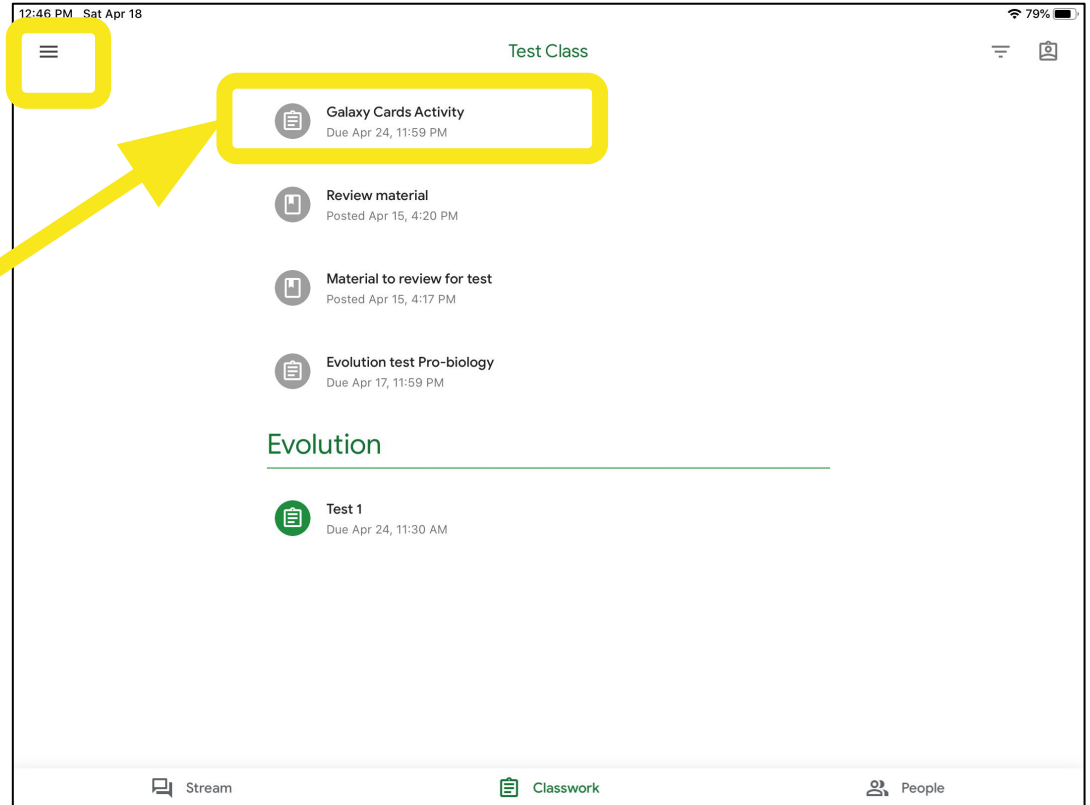 12:46 PM Sat Apr 18
79%
Test Class
Galaxy Cards Activity
Due Apr 24, 11:59 PM
Review material
Posted Apr 15, 4:20 PM
Material to review for test
Posted Apr 15, 4:17 PM
Evolution test Pro-biology
Due Apr 17, 11:59 PM
Evolution
Test 1
Due Apr 24, 11:30 AM
Stream
Classwork
People